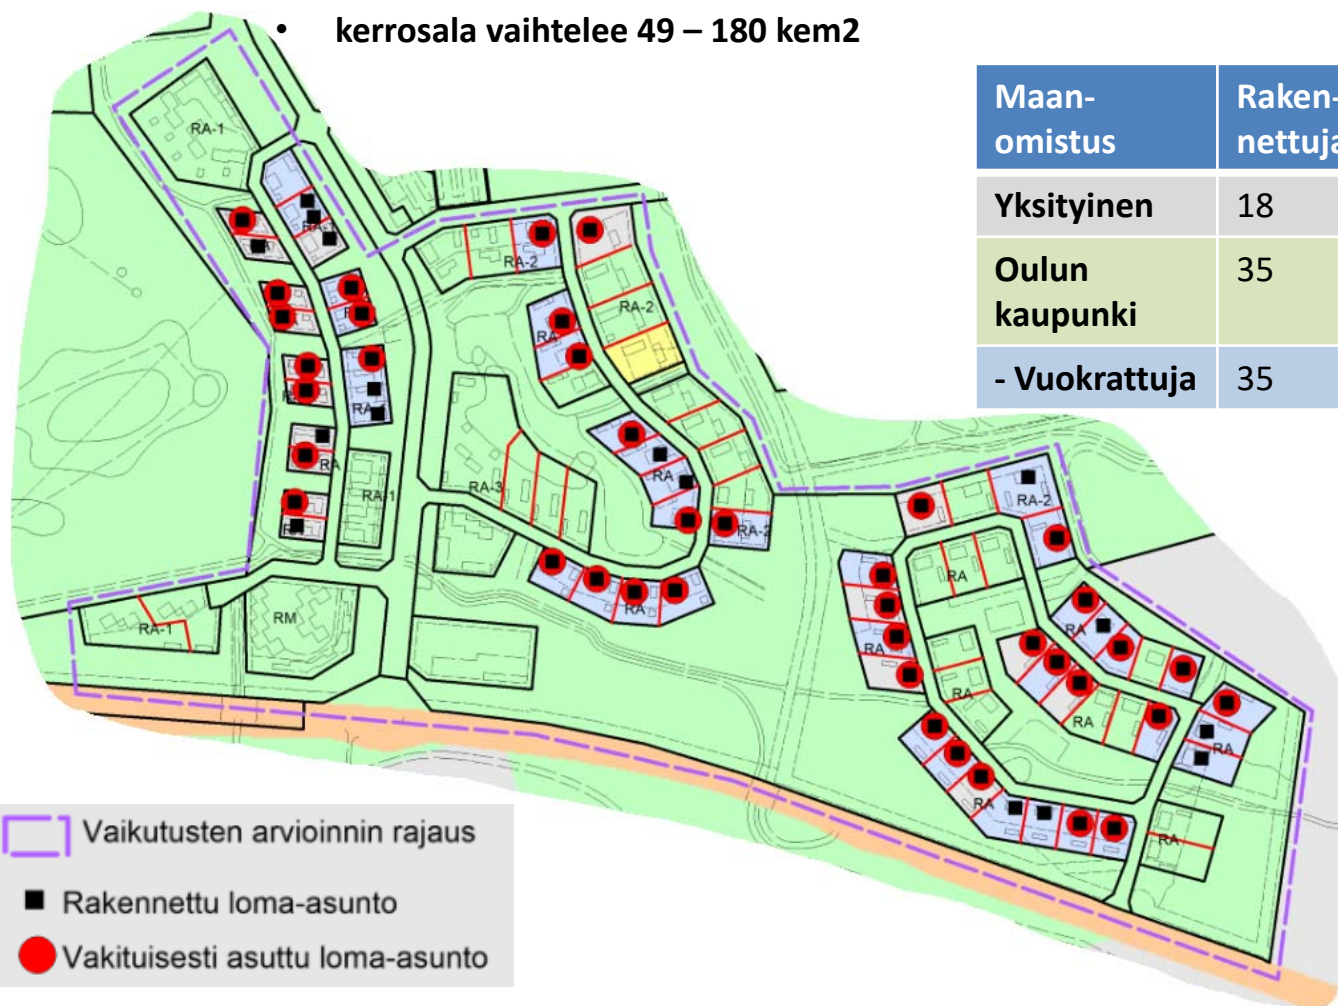 • kerrosala vaihtelee 49 – 180 kem2
Maan- Raken-
omistus nettuja
Yksityinen 18
Oulun 35
kaupunki
- Vuokrattuja 35
RA-1
RA-1
RA
RA-2
RA-2
RA
RA
RA
RA-1
RA-3
RA
RA-2
RA-2
RA
RA
RA
RA-1
RM
RA
RA
RA
RA
RA
RA
Vaikutusten arvioinnin rajaus
Rakennettu loma-asunto
Vakituisesti asuttu loma-asunto